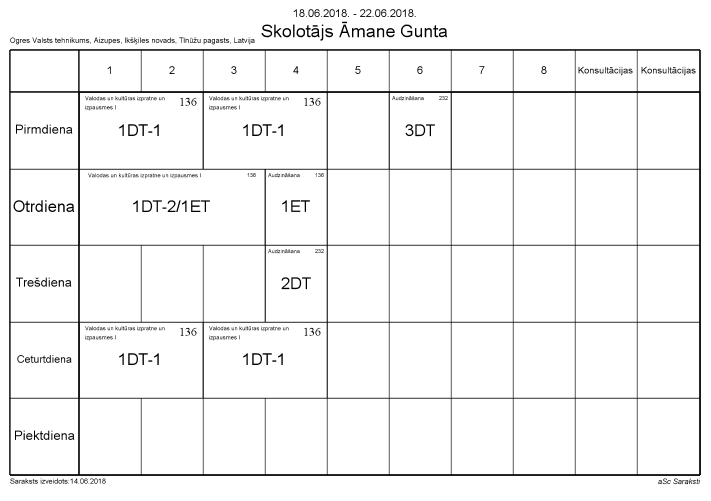 18.06.2018. - 22.06.2018.
Skolotājs Āmane Gunta
Ogres Valsts tehnikums, Aizupes, Ikšķiles novads, Tīnūžu pagasts, Latvija
1 2 3 4 5 6 7 8 Konsultācijas Konsultācijas
Pirmdiena
Valodas un kultūras izpratne un izpausmes I 136
1DT-1
Valodas un kultūras izpratne un izpausmes I 136
1DT-1
Audzināšana 232
3DT
Otrdiena
Valodas un kultūras izpratne un izpausmes I 136
1DT-2/1ET
Audzināšana 136
1ET
Trešdiena
Audzināšana 232
2DT
Ceturtdiena
Valodas un kultūras izpratne un izpausmes I 136
1DT-1
Valodas un kultūras izpratne un izpausmes I 136
1DT-1
Piektdiena
Saraksts izveidots:14.06.2018
aSc Saraksti